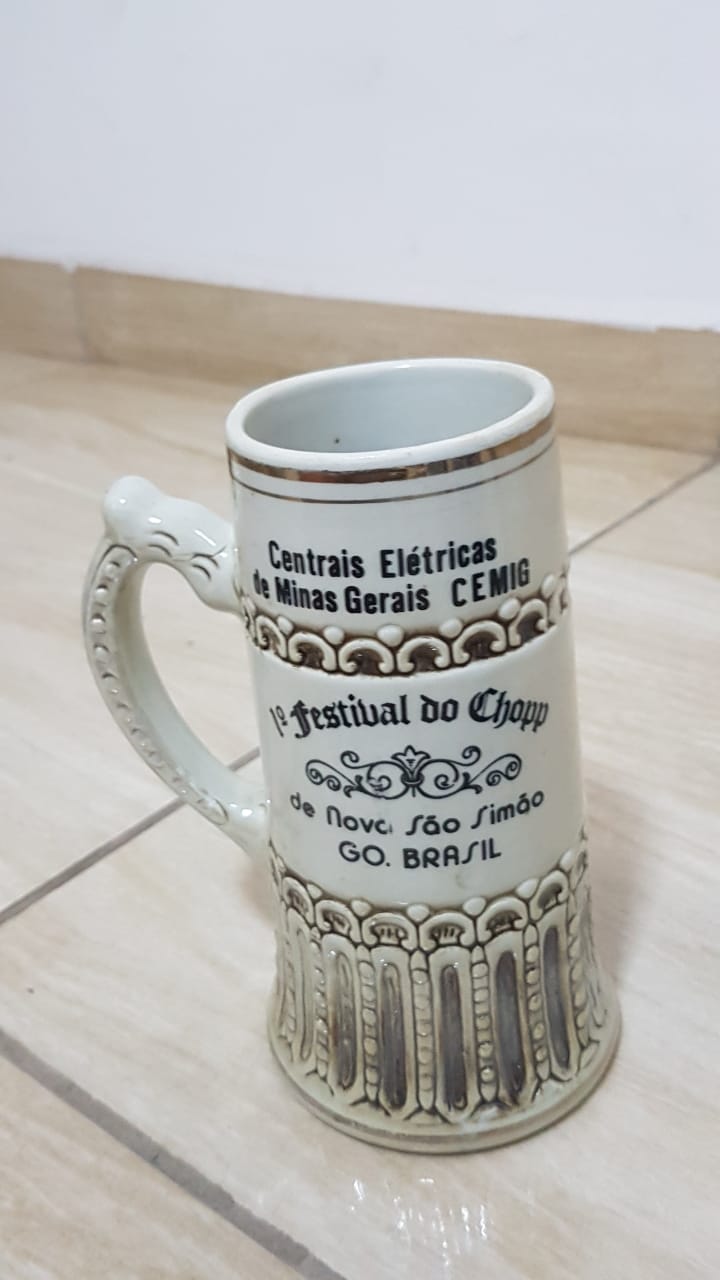 Centrais Elétricas
de Minas Gerais CEMIG
1º Festival do Chopp
de Nova São Simão
GO. BRASIL